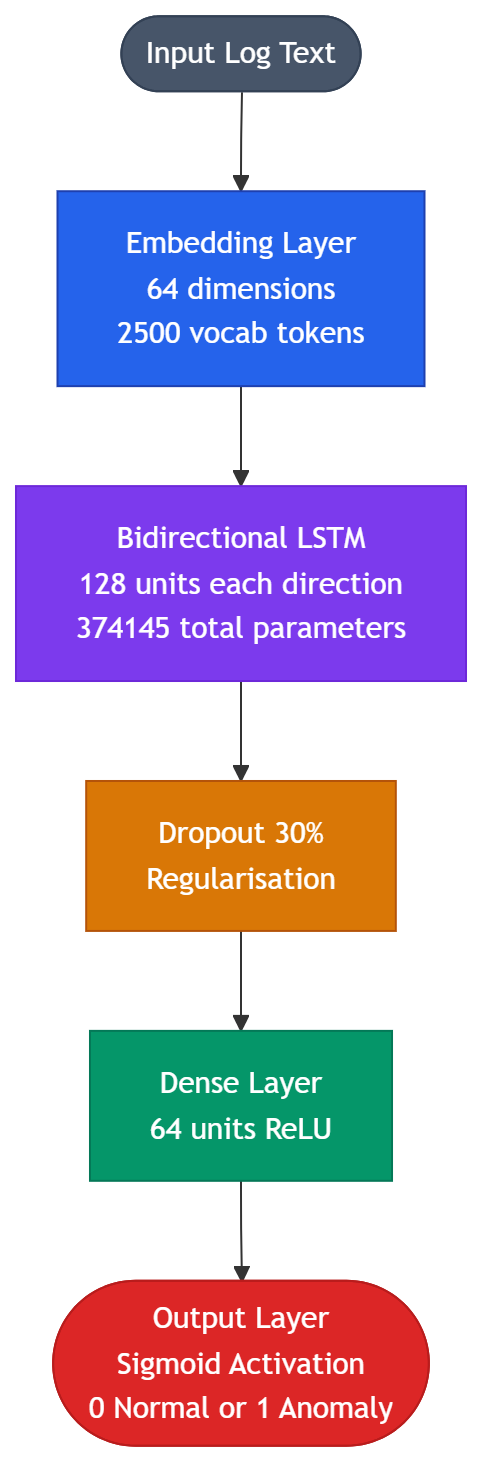 Input Log Text
Embedding Layer
64 dimensions
2500 vocab tokens
Bidirectional LSTM
128 units each direction
374145 total parameters
Dropout 30%
Regularisation
Dense Layer
64 units ReLU
Output Layer
Sigmoid Activation
0 Normal or 1 Anomaly